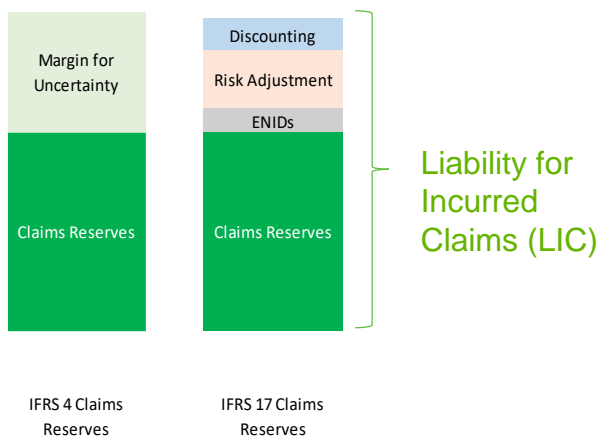 Margin for
Uncertainty
Claims Reserves
Discounting
Risk Adjustment
ENIDs
Claims Reserves
Liability for
Incurred
Claims (LIC)
IFRS 4 Claims
Reserves
IFRS 17 Claims
Reserves